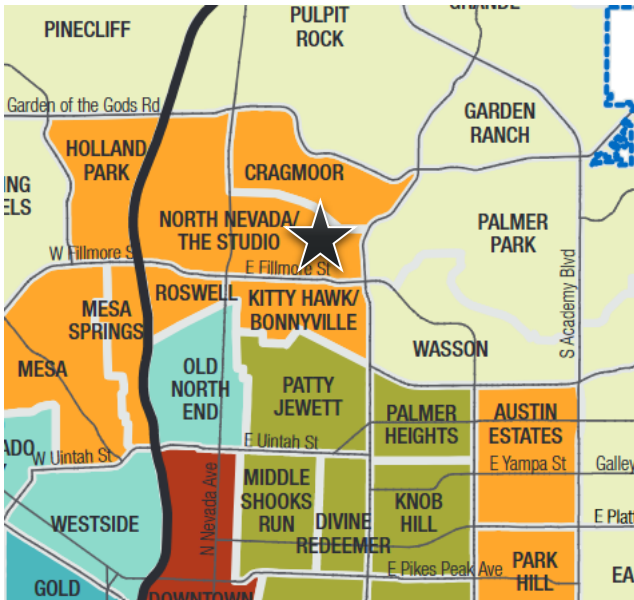 GRANDE
PULPIT
ROCK
PINECLIFF
Garden of the Gods Rd
GARDEN
RANCH
HOLLAND
PARK
CRAGMOOR
ING
ELS
NORTH NEVADA/
THE STUDIO
PALMER
PARK
W Fillmore S
E Fillmore St
S Academy Blvd
ROSWELL
KITTY HAWK/
BONNYVILLE
MESA
SPRINGS
WASSON
MESA
OLD
NORTH
END
PATTY
JEWETT
PALMER
HEIGHTS
AUSTIN
ESTATES
ADO
W Uintah St
E Uintah St
E Yampa St
Galley
N Nevada Ave
MIDDLE
SHOOKS
RUN
KNOB
HILL
WESTSIDE
DIVINE
REDEEMER
E Platt
E Pikes Peak Ave
PARK
HILL
GOLD
DOWNTOWN
EA